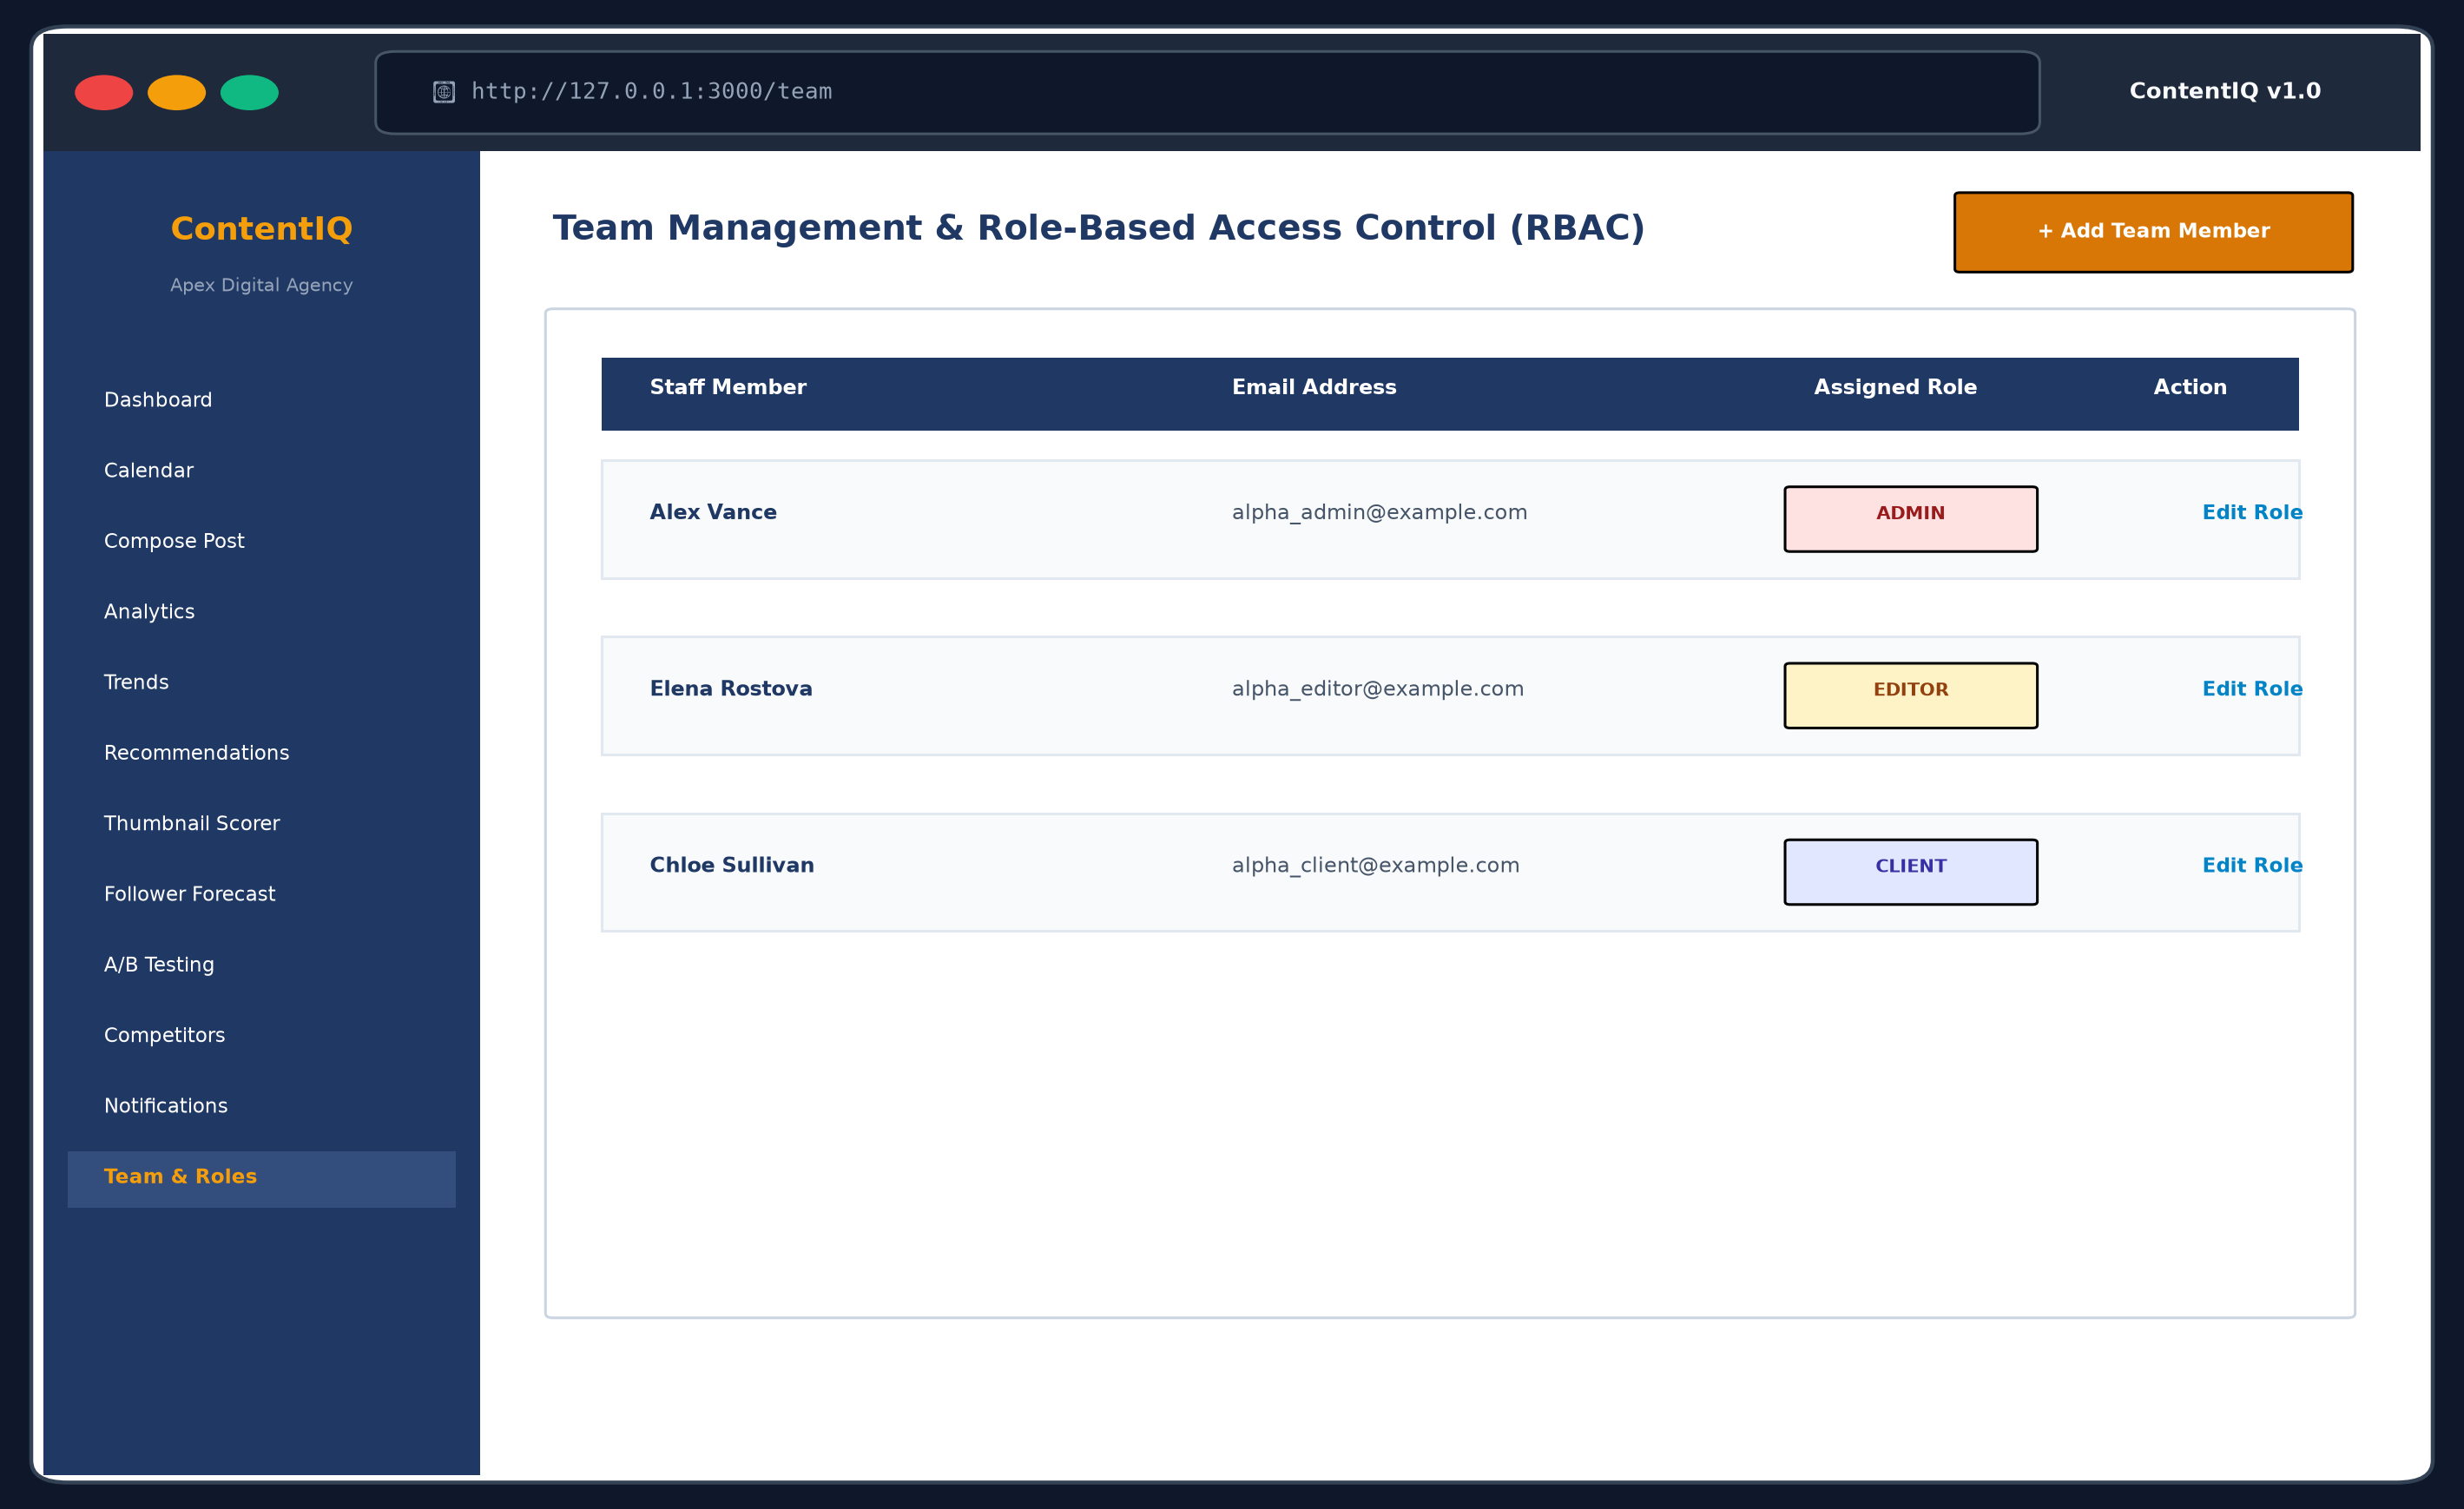 http://127.0.0.1:3000/team
ContentIQ v1.0
ContentIQ
Apex Digital Agency
Dashboard
Calendar
Compose Post
Analytics
Trends
Recommendations
Thumbnail Scorer
Follower Forecast
A/B Testing
Competitors
Notifications
Team & Roles
Team Management & Role-Based Access Control (RBAC)
+ Add Team Member
Staff Member Email Address Assigned Role Action
Alex Vance alpha_admin@example.com ADMIN Edit Role
Elena Rostova alpha_editor@example.com EDITOR Edit Role
Chloe Sullivan alpha_client@example.com CLIENT Edit Role